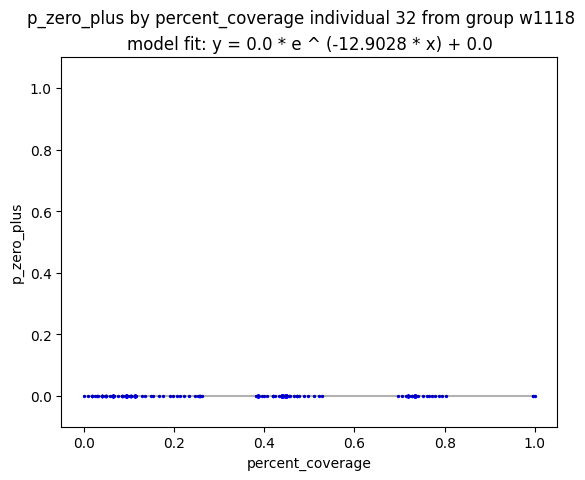 p_zero_plus by percent_coverage individual 32 from group w1118
model fit: y = 0.0 * e ^ (-12.9028 * x) + 0.0
1.0
0.8
0.6
0.4
0.2
0.0
p_zero_plus
0.0 0.2 0.4 0.6 0.8 1.0
percent_coverage